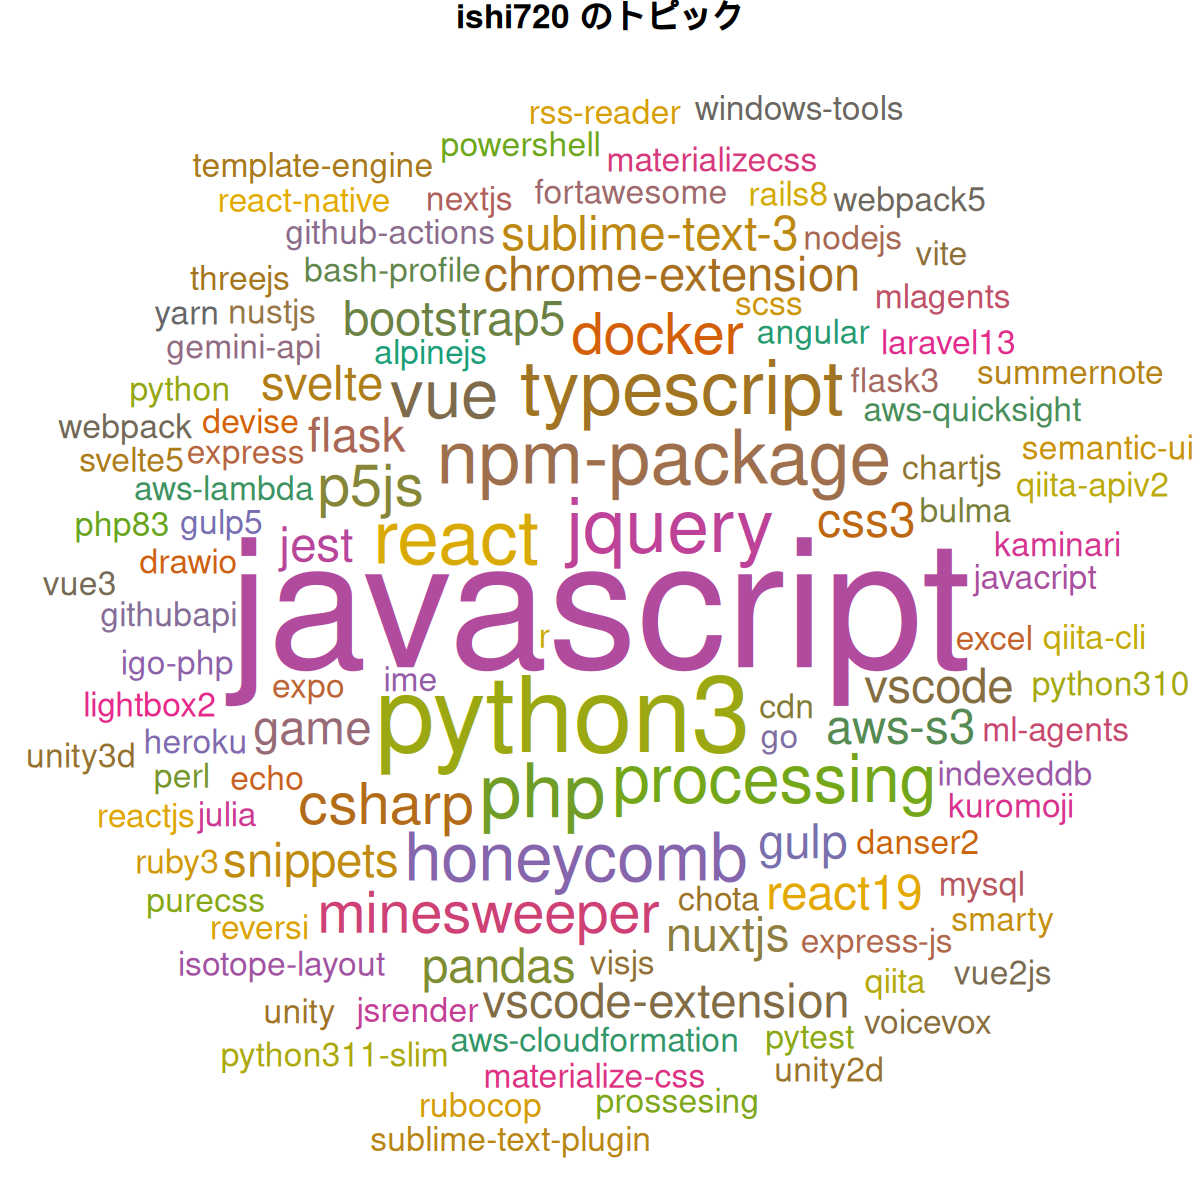 ishi720 のトピック
rss-reader windows-tools
powershell materializecss
template-engine
react-native nextjs fortawesome rails8 webpack5
github-actions sublime-text-3 nodejs vite
threejs bash-profile chrome-extension mlagents
yarn nustjs bootstrap5 docker scss angular laravel13
gemini-api alpinejs
python svelte vue typescript flask3 summernote
webpack devise flask aws-quicksight
svelte5 express npm-package chartjs semantic-ui
aws-lambda p5js qiita-apiv2
php83 gulp5 jest react jquery css3 bulma kaminari
drawio javacript
vue3 githubapi javascript
igo-php r excel qiita-cli
lightbox2 expo ime python3 vscode python310
unity3d heroku game cdn go aws-s3 ml-agents
perl echo csharp php processing indexeddb
reactjs julia kuromoji
ruby3 snippets honeycomb gulp danser2
purecss minesweeper chota react19 mysql
reversi nuxtjs express-js smarty
isotope-layout pandas visjs qiita vue2js
unity jsrender vscode-extension voicevox
python311-slim aws-cloudformation pytest
materialize-css unity2d
rubocop prossesing
sublime-text-plugin